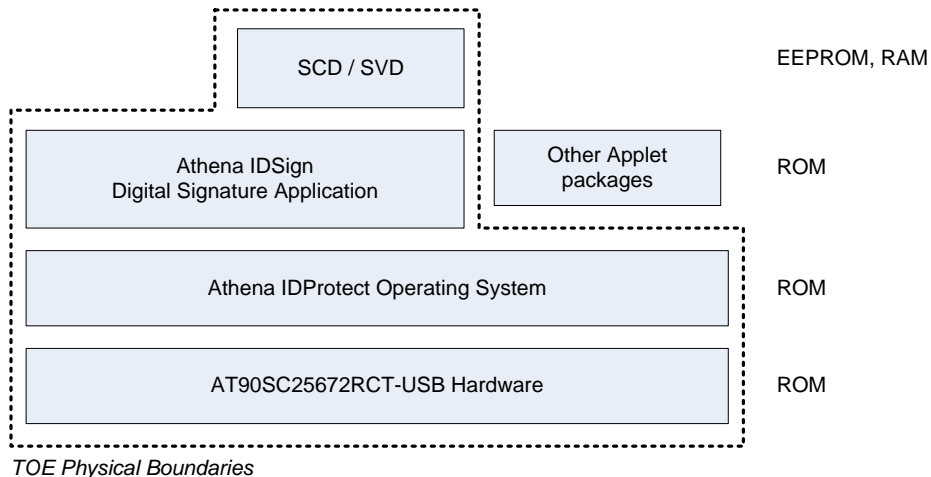 SCD / SVD
EEPROM, RAM
Athena IDSign
Digital Signature Application
Other Applet
packages
ROM
Athena IDProtect Operating System
ROM
AT90SC25672RCT-USB Hardware
ROM
TOE Physical Boundaries